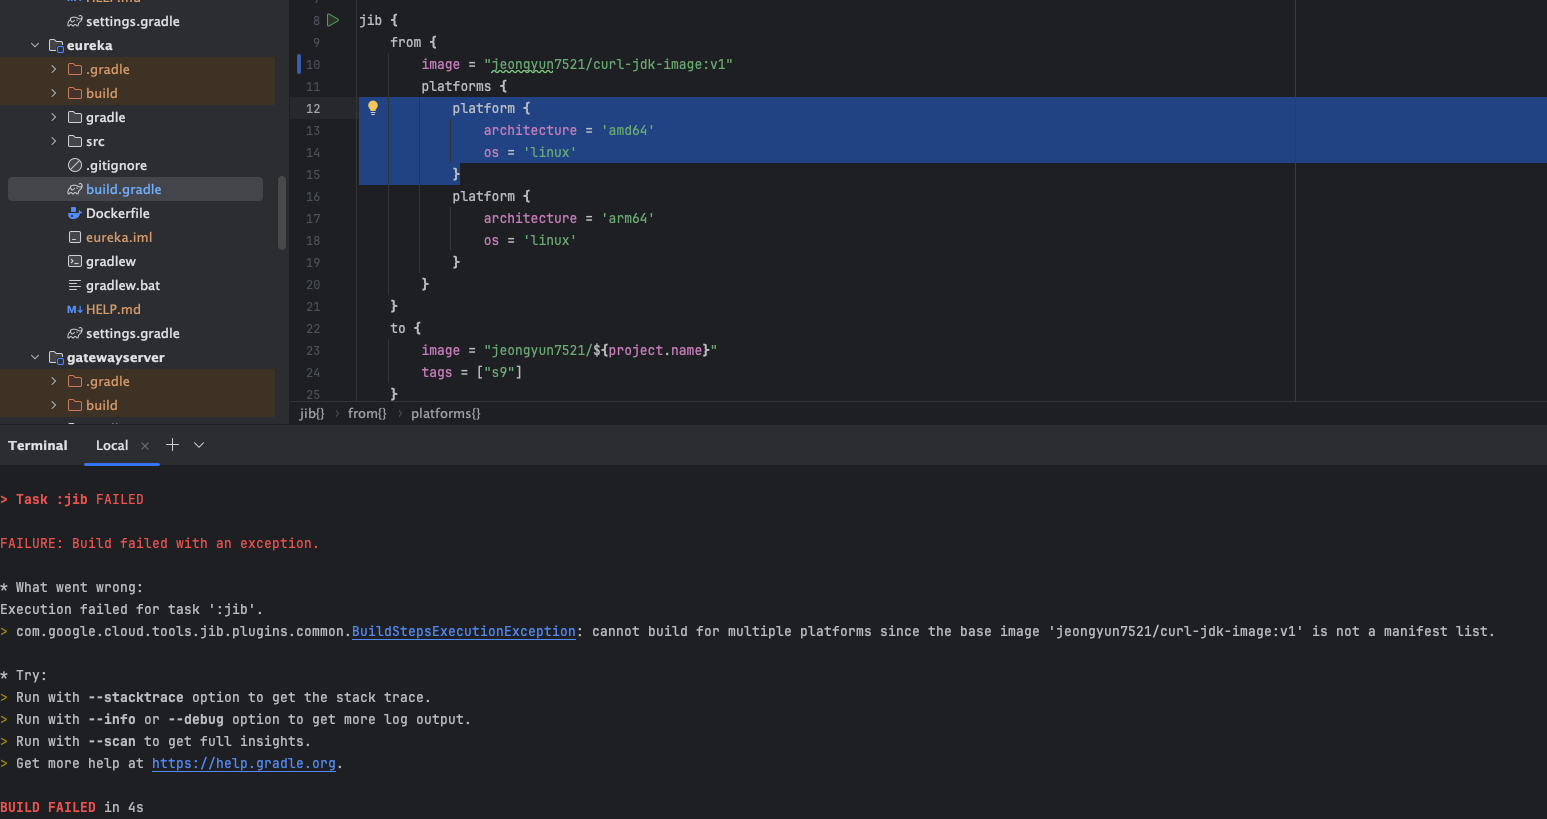 settings.gradle
eureka
.gradle
build
gradle
src
.gitignore
build.gradle
Dockerfile
eureka.iml
gradlew
gradlew.bat
M↓ HELP.md
settings.gradle
gatewayserver
.gradle
build
8 jib {
9 from {
10 image = "jeongyun7521/curl-jdk-image:v1"
11 platforms {
12 platform {
13 architecture = 'amd64'
14 os = 'linux'
15 }
16 platform {
17 architecture = 'arm64'
18 os = 'linux'
19 }
20 }
21 }
22 to {
23 image = "jeongyun7521/${project.name}"
24 tags = ["s9"]
25 }
jib{} › from{} › platforms{}
Terminal Local × +
> Task :jib FAILED
FAILURE: Build failed with an exception.
* What went wrong:
Execution failed for task ':jib'.
> com.google.cloud.tools.jib.plugins.common.BuildStepsExecutionException: cannot build for multiple platforms since the base image 'jeongyun7521/curl-jdk-image:v1' is not a manifest list.
* Try:
> Run with --stacktrace option to get the stack trace.
> Run with --info or --debug option to get more log output.
> Run with --scan to get full insights.
> Get more help at https://help.gradle.org.
BUILD FAILED in 4s